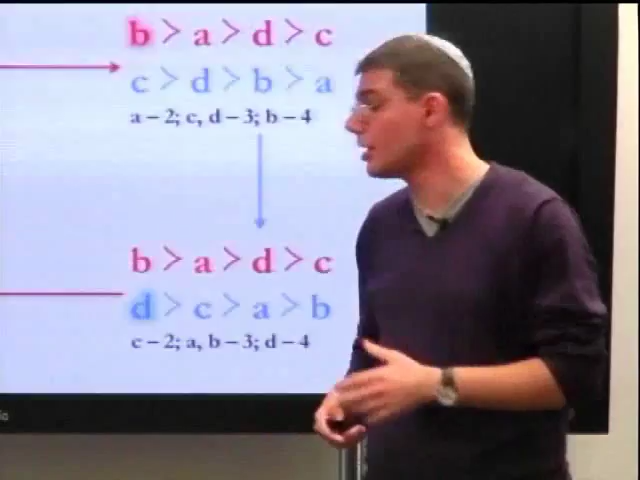 b > a > d > c
c > d > b > a
a – 2; c, d – 3; b – 4
b > a > d > c
d > c > a > b
c – 2; a, b – 3; d – 4